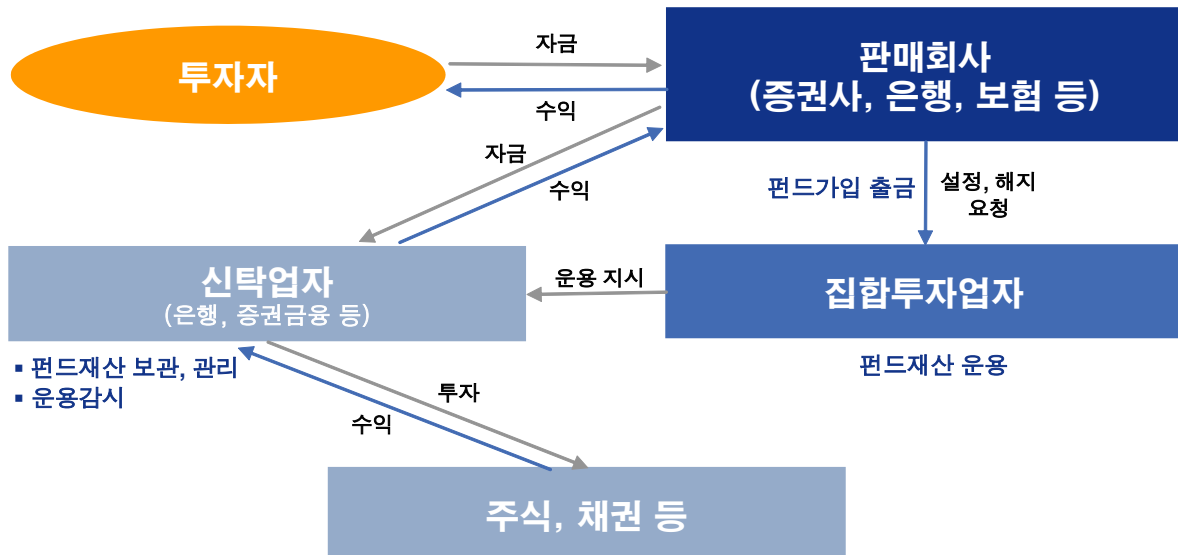 투자자
자금
수익
판매회사
(증권사, 은행, 보험 등)
자금
수익
펀드가입 출금
설정, 해지
요청
신탁업자
(은행, 증권금융 등)
운용 지시
집합투자업자
▪ 펀드재산 보관, 관리
▪ 운용감시
펀드재산 운용
투자
수익
주식, 채권 등